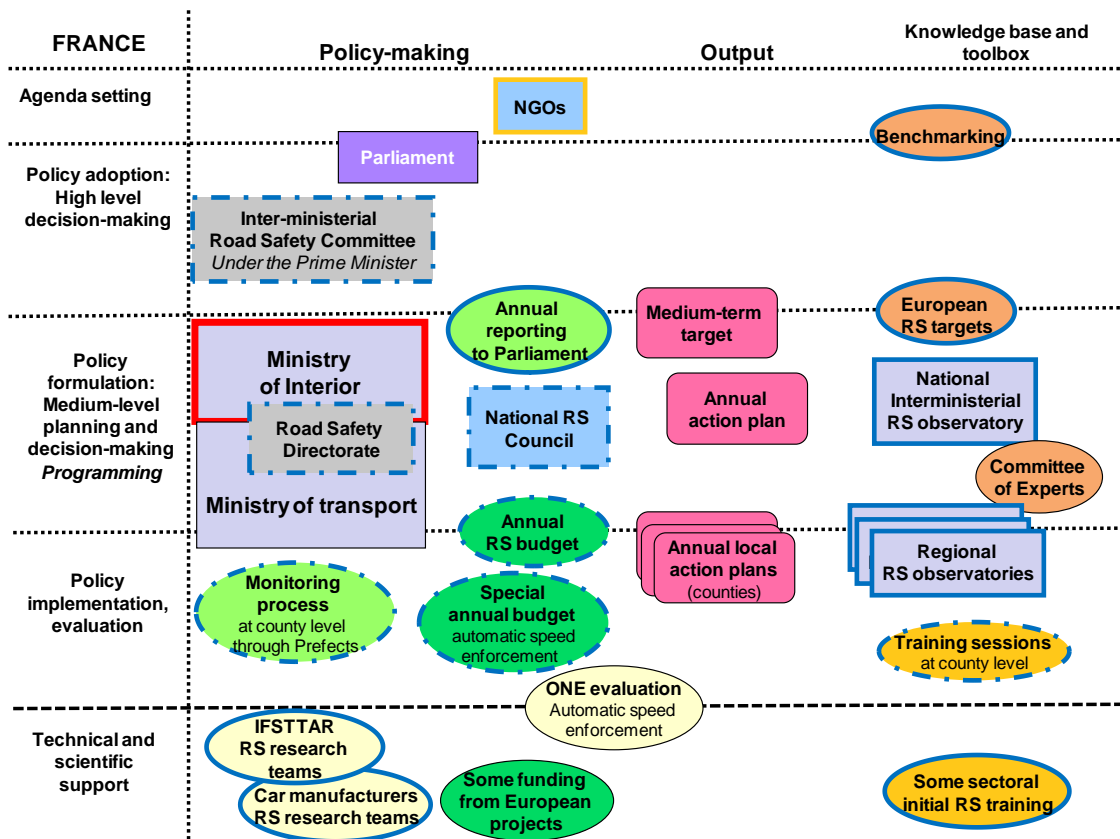 FRANCE
Policy-making
Output
Knowledge base and
toolbox
Agenda setting
NGOs
Benchmarking
Parliament
Policy adoption:
High level
decision-making
Inter-ministerial
Road Safety Committee
Under the Prime Minister
Annual
reporting
to Parliament
Medium-term
target
European
RS targets
Policy
formulation:
Medium-level
planning and
decision-making
Programming
Ministry
of Interior
Road Safety
Directorate
Ministry of transport
National RS
Council
Annual
action plan
National
Interministerial
RS observatory
Committee
of Experts
Annual
RS budget
Annual local
action plans
(counties)
Regional
RS observatories
Policy
implementation,
evaluation
Monitoring
process
at county level
through Prefects
Special
annual budget
automatic speed
enforcement
Training sessions
at county level
ONE evaluation
Automatic speed
enforcement
Technical and
scientific
support
IFSTTAR
RS research
teams
Car manufacturers
RS research teams
Some funding
from European
projects
Some sectoral
initial RS training